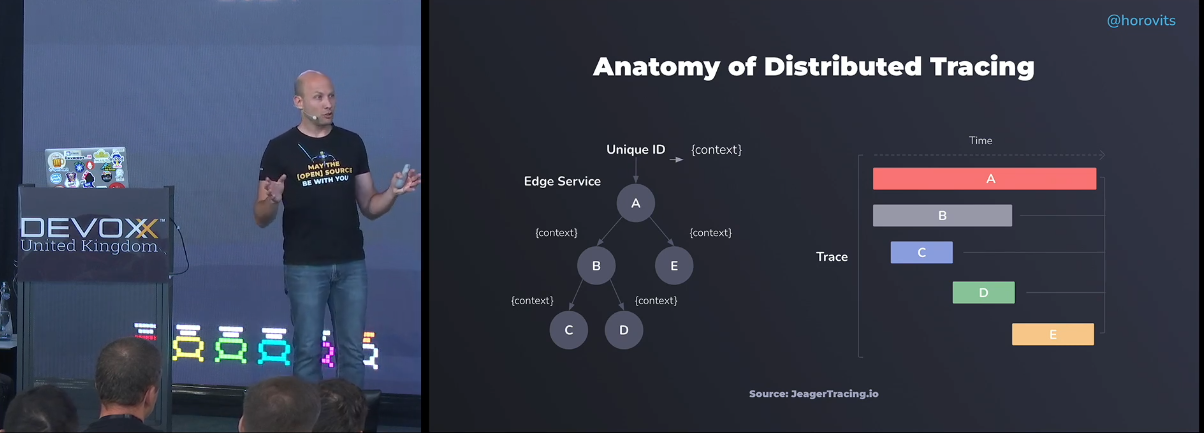 @horovits
Anatomy of Distributed Tracing
MAY THE
{OPEN} SOURCE
BE WITH YOU
DEVOXX™
United Kingdom
Unique ID
{context}
Edge Service
A
{context}
{context}
B
E
{context}
{context}
C
D
Time
A
B
Trace
C
D
E
Source: JeagerTracing.io